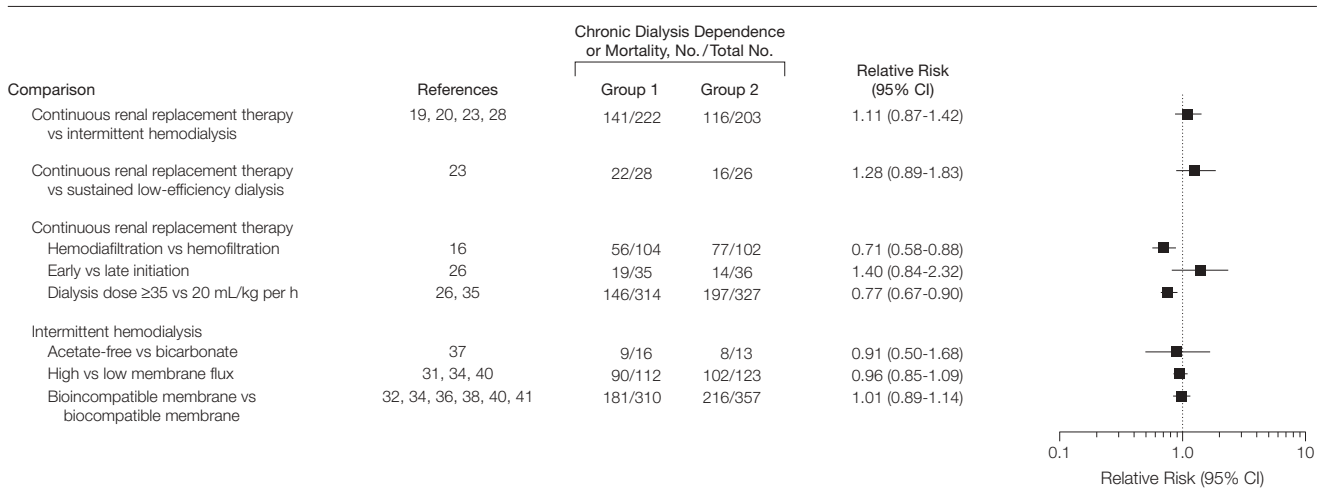 Chronic Dialysis Dependence
or Mortality, No./Total No.
Comparison References Group 1 Group 2 Relative Risk
(95% CI)
Continuous renal replacement therapy
vs intermittent hemodialysis 19, 20, 23, 28 141/222 116/203 1.11 (0.87-1.42)
Continuous renal replacement therapy
vs sustained low-efficiency dialysis 23 22/28 16/26 1.28 (0.89-1.83)
Continuous renal replacement therapy
Hemodiafiltration vs hemofiltration 16 56/104 77/102 0.71 (0.58-0.88)
Early vs late initiation 26 19/35 14/36 1.40 (0.84-2.32)
Dialysis dose ≥35 vs 20 mL/kg per h 26, 35 146/314 197/327 0.77 (0.67-0.90)
Intermittent hemodialysis
Acetate-free vs bicarbonate 37 9/16 8/13 0.91 (0.50-1.68)
High vs low membrane flux 31, 34, 40 90/112 102/123 0.96 (0.85-1.09)
Bioincompatible membrane vs
biocompatible membrane 32, 34, 36, 38, 40, 41 181/310 216/357 1.01 (0.89-1.14)
0.1 1.0 10
Relative Risk (95% CI)